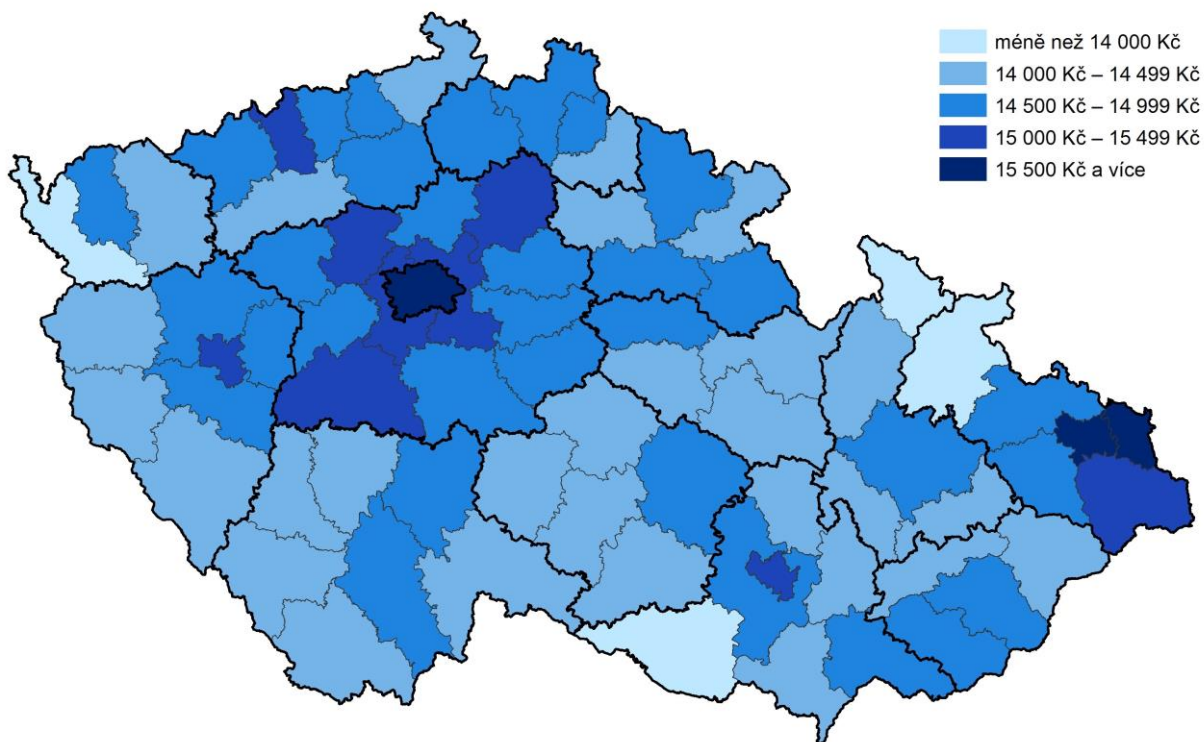 méně než 14 000 Kč
14 000 Kč – 14 499 Kč
14 500 Kč – 14 999 Kč
15 000 Kč – 15 499 Kč
15 500 Kč a více